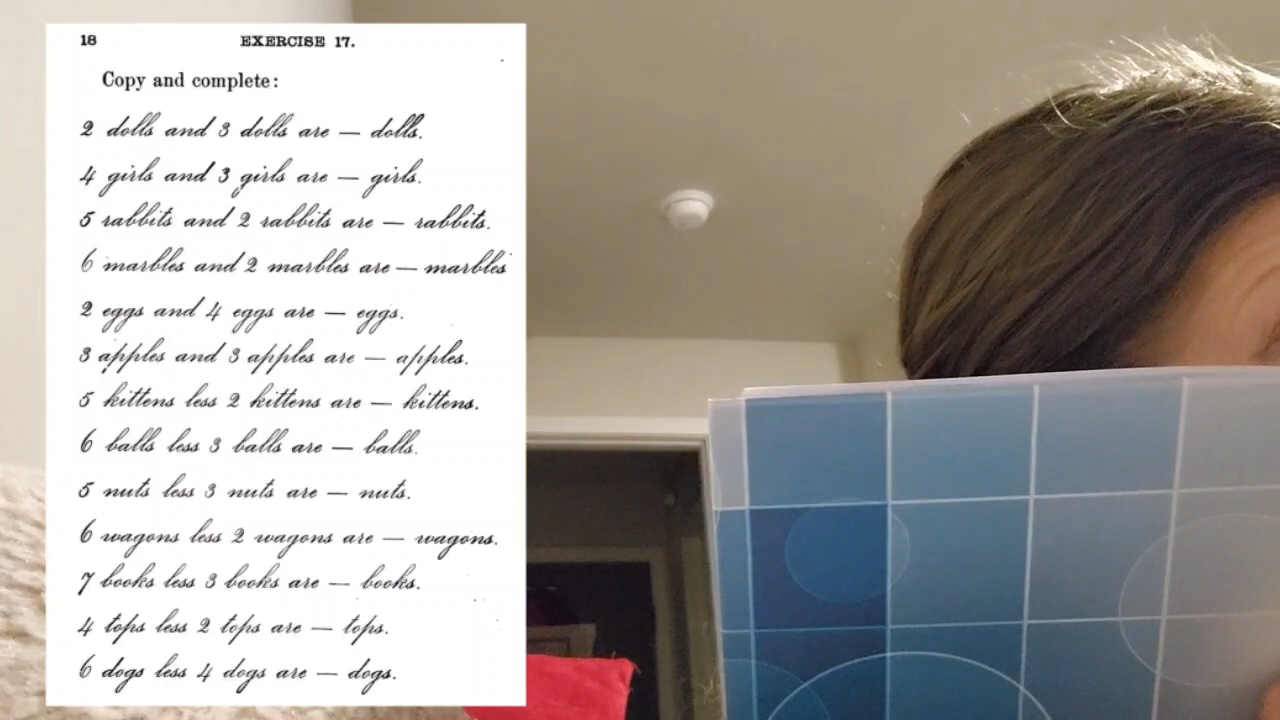 18 EXERCISE 17.
Copy and complete:
2 dolls and 3 dolls are — dolls.
4 girls and 3 girls are — girls.
5 rabbits and 2 rabbits are — rabbits.
6 marbles and 2 marbles are — marbles
2 eggs and 4 eggs are — eggs.
3 apples and 3 apples are — apples.
5 kittens less 2 kittens are — kittens.
6 balls less 3 balls are — balls.
5 nuts less 3 nuts are — nuts.
6 wagons less 2 wagons are — wagons.
7 books less 3 books are — books.
4 tops less 2 tops are — tops.
6 dogs less 4 dogs are — dogs.